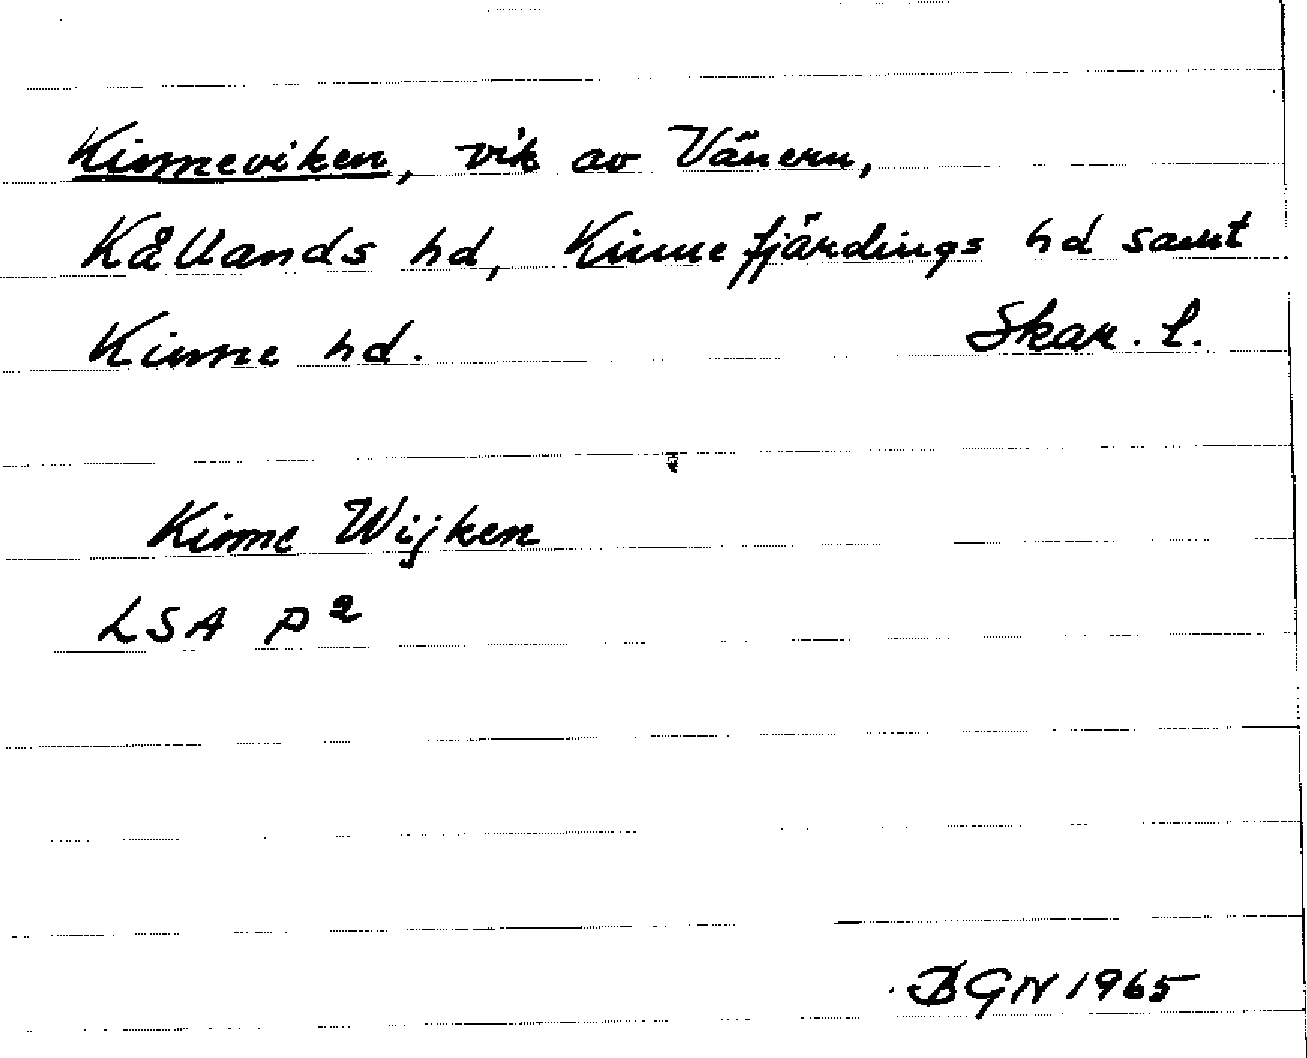 Kinneviken, vik av Vänern,
Kållands hd, Kinnefjärdings hd samt
Kinne hd. Skar. l.
Kinne Wijken
LSA P2
BGN 1965